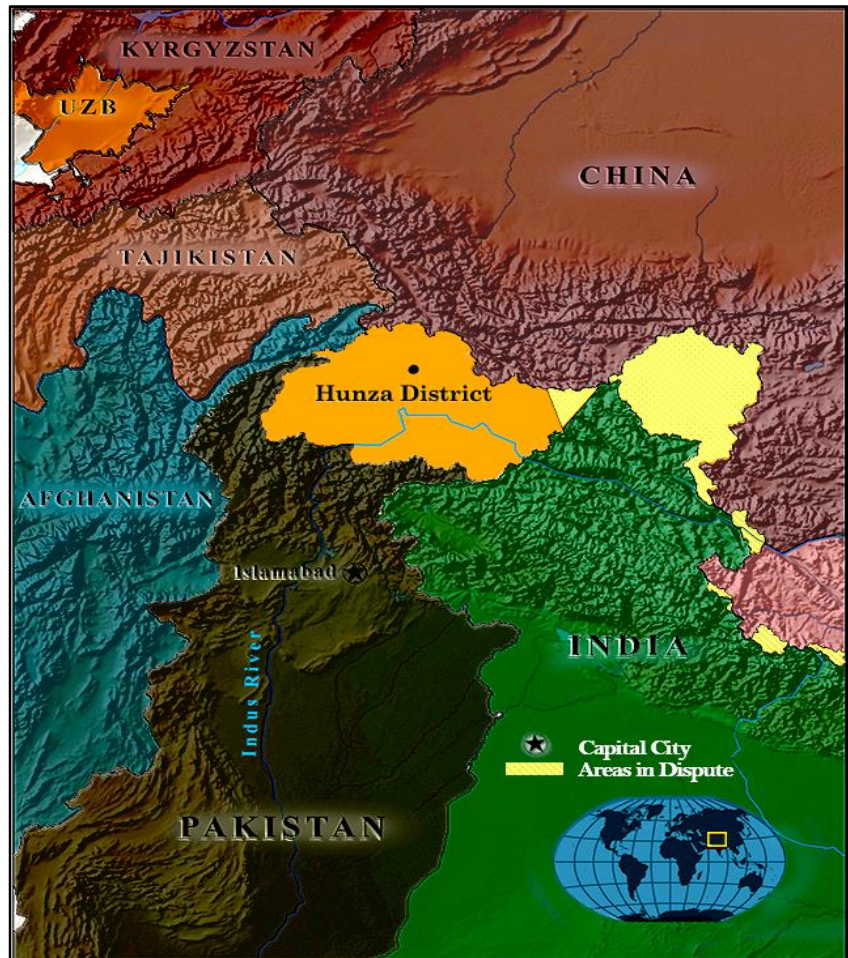 KYRGYZSTAN
UZB
CHINA
TAJIKISTAN
Hunza District
AFGHANISTAN
Islamabad
INDIA
Indus River
Capital City
Areas in Dispute
PAKISTAN